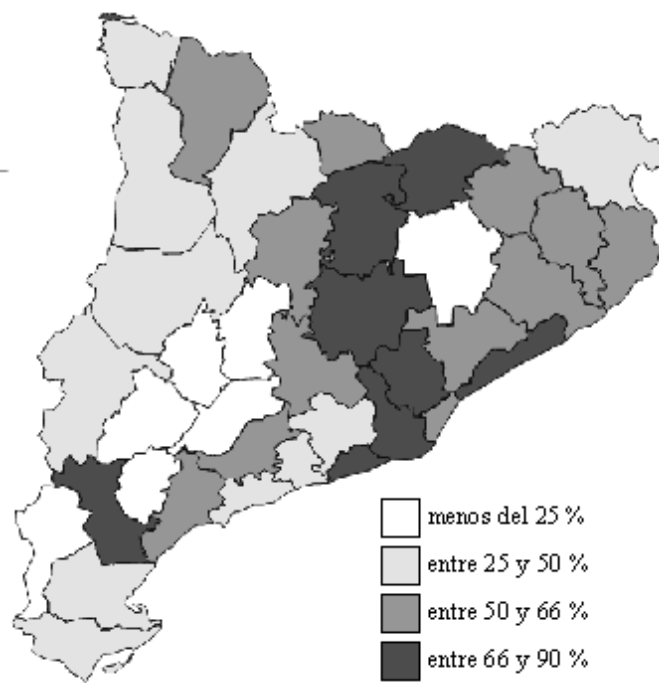 menos del 25 %
entre 25 y 50 %
entre 50 y 66 %
entre 66 y 90 %